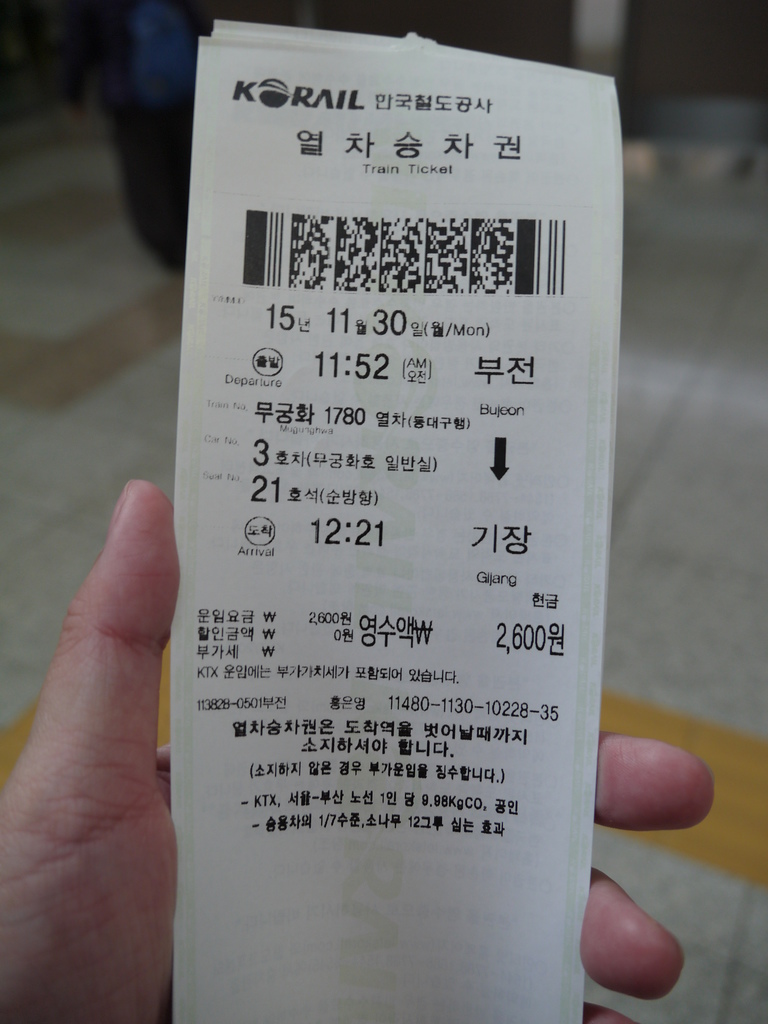 KORAIL 한국철도공사
열 차 승 차 권
Train Ticket
15년 11월 30일(월/Mon)
출발 11:52 (AM 오전) 부전
Departure
Train No. 무궁화 1780 열차(동대구행) Bujeon
Mugunghwa
Car No. 3 호차(무궁화호 일반실)
Seat No. 21 호석(순방향)
도착 12:21 기장
Arrival
Gijang
현금
운임요금 ₩ 2,600원 영수액₩ 2,600원
할인금액 ₩ 0원
부가세 ₩
KTX 운임에는 부가가치세가 포함되어 있습니다.
113828-0501부전 홍은영 11480-1130-10228-35
열차승차권은 도착역을 벗어날때까지
소지하셔야 합니다.
(소지하지 않은 경우 부가운임을 징수합니다.)
- KTX, 서울-부산 노선 1인 당 9.98KgCO₂ 공인
- 승용차의 1/7수준,소나무 12그루 심는 효과